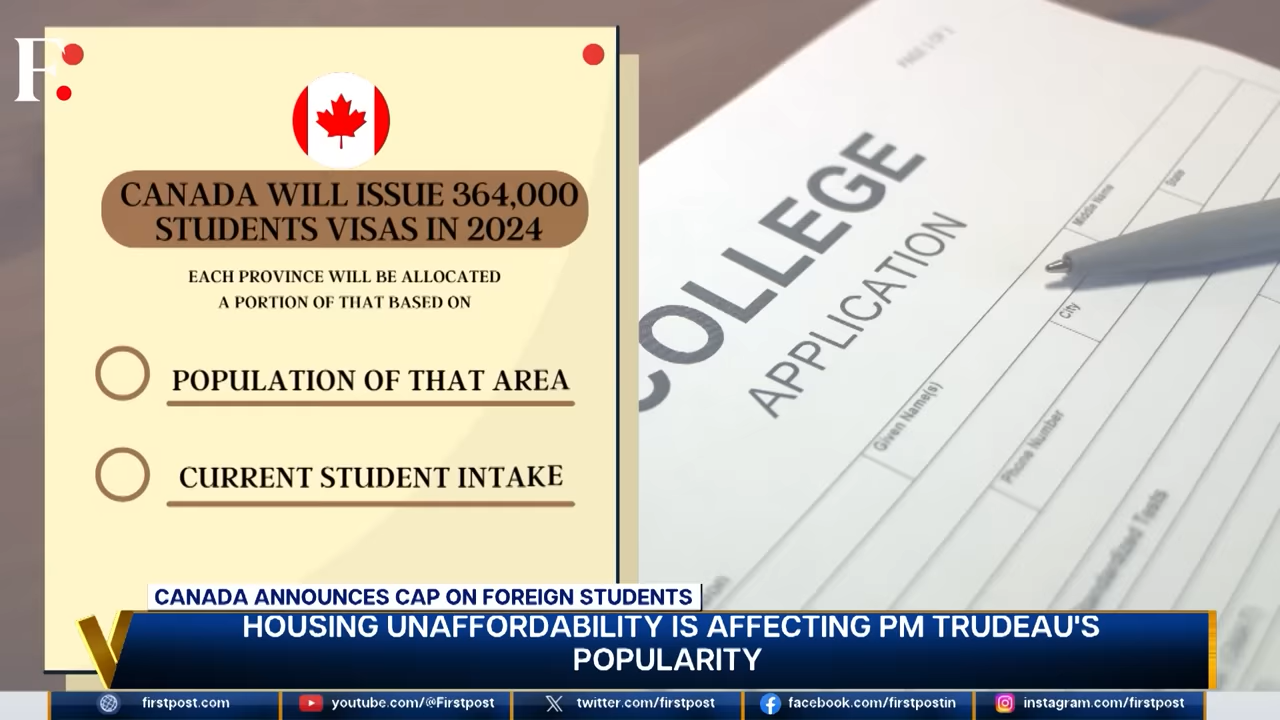 F.
CANADA WILL ISSUE 364,000
STUDENTS VISAS IN 2024
EACH PROVINCE WILL BE ALLOCATED
A PORTION OF THAT BASED ON
POPULATION OF THAT AREA
CURRENT STUDENT INTAKE
COLLEGE
APPLICATION
Middle Name
State
City
Given Name(s)
Phone Number
CANADA ANNOUNCES CAP ON FOREIGN STUDENTS
HOUSING UNAFFORDABILITY IS AFFECTING PM TRUDEAU'S
POPULARITY
firstpost.com
youtube.com/@Firstpost
twitter.com/firstpost
facebook.com/firstpostin
instagram.com/firstpost